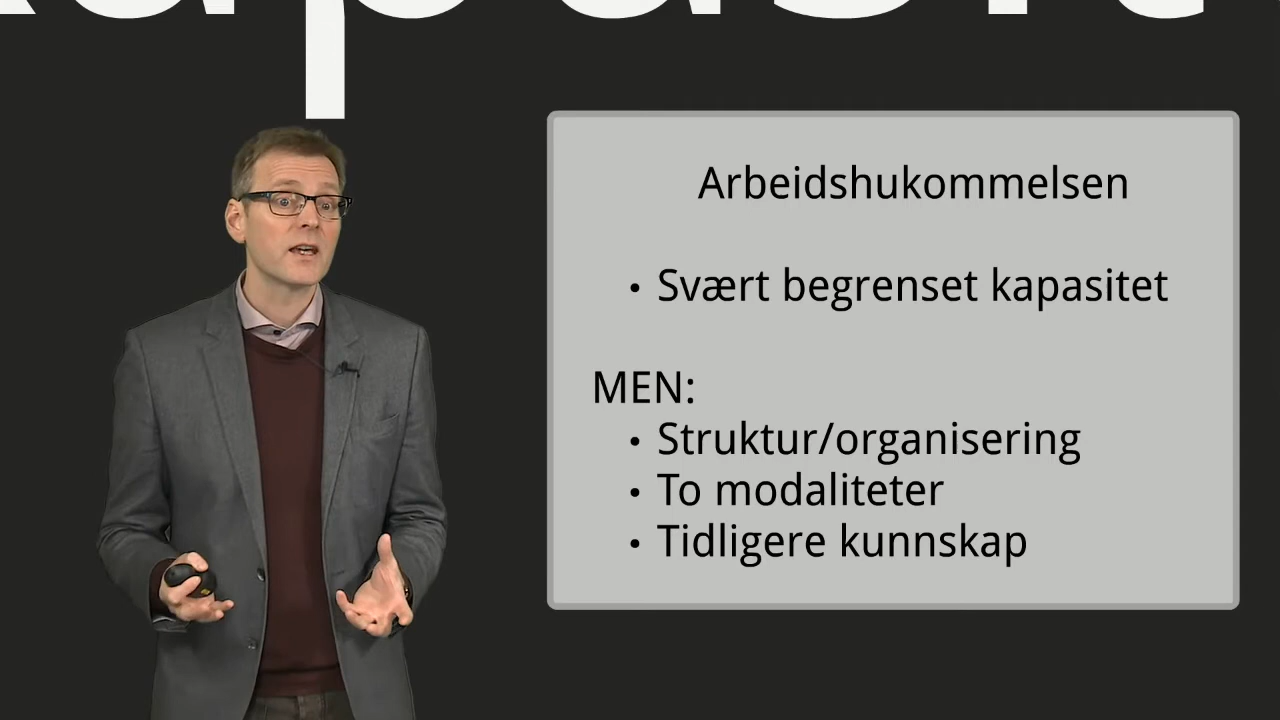 Arbeidshukommelsen
• Svært begrenset kapasitet
MEN:
• Struktur/organisering
• To modaliteter
• Tidligere kunnskap